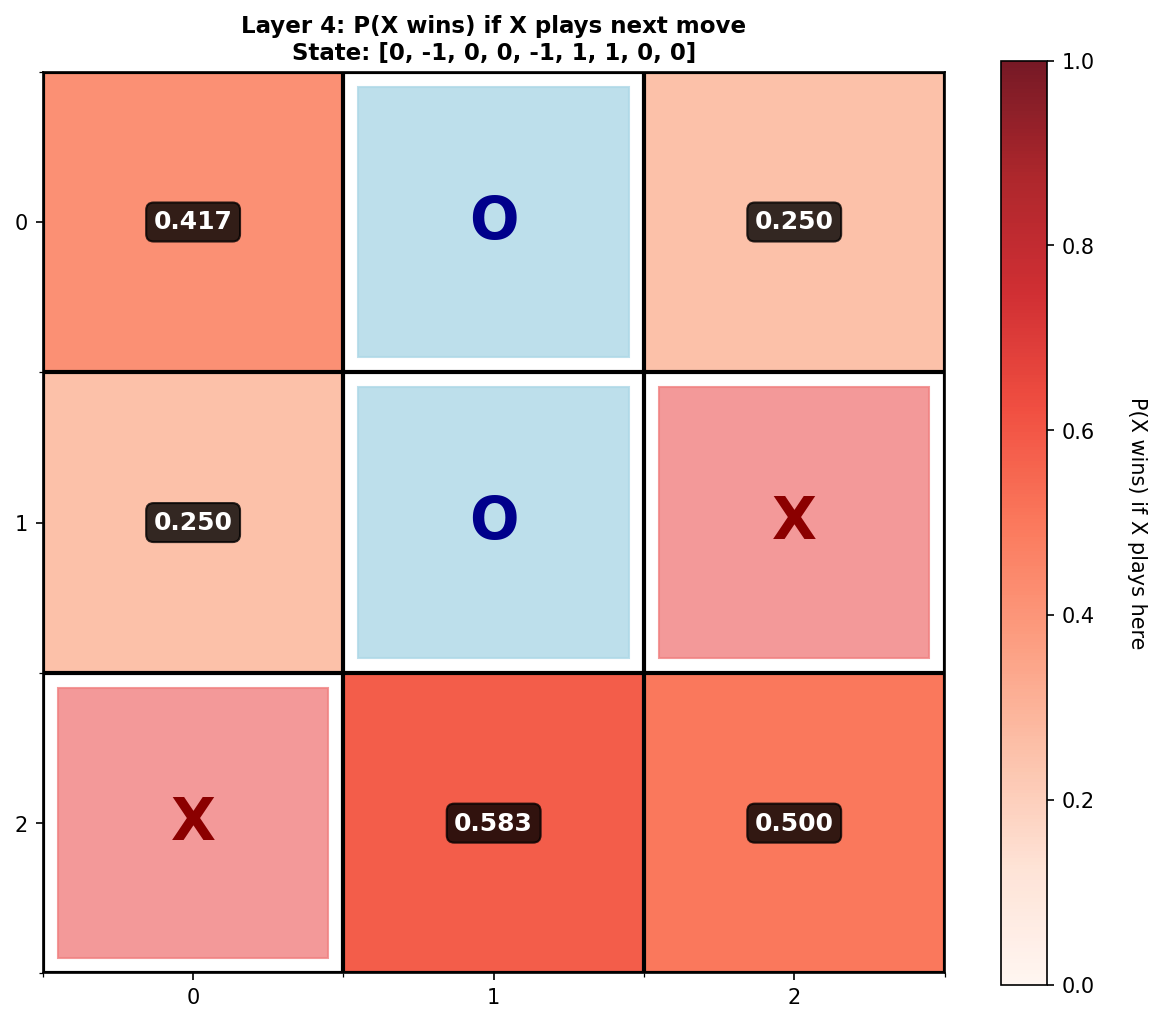 Layer 4: P(X wins) if X plays next move
State: [0, -1, 0, 0, -1, 1, 1, 0, 0]
0.417
O
0.250
0.250
O
X
X
0.583
0.500
0
1
2
0
1
2
1.0
0.8
0.6
0.4
0.2
0.0
P(X wins) if X plays here